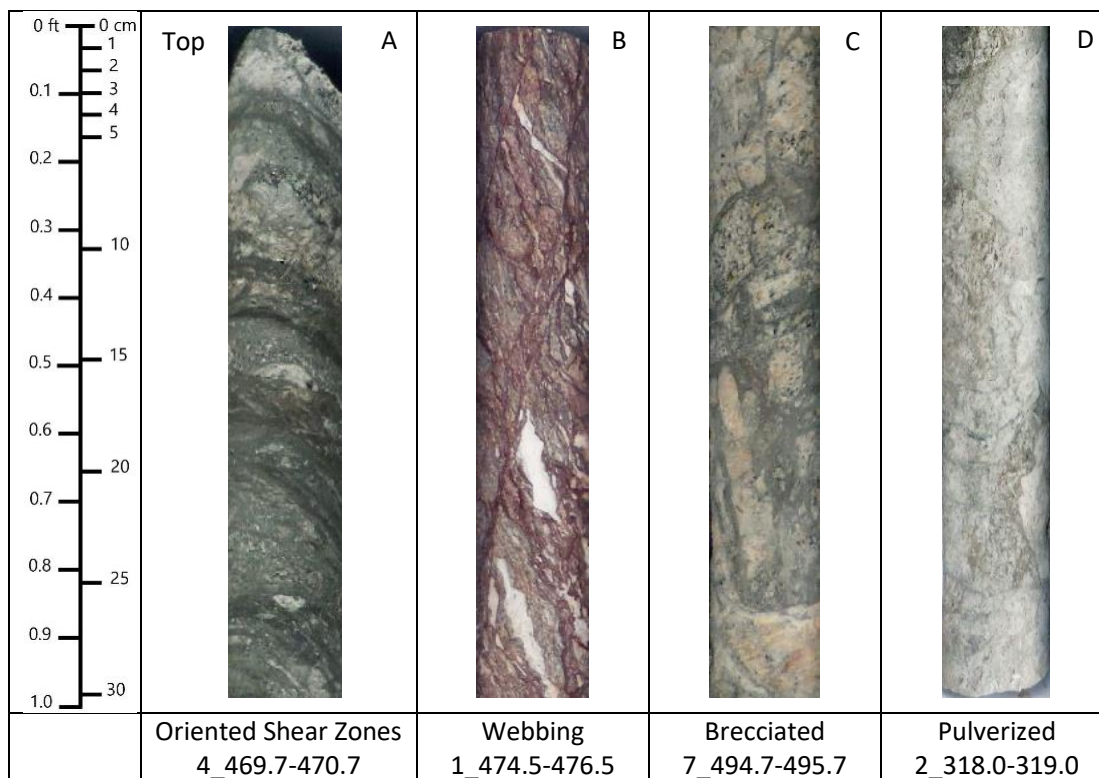 0 ft 0 cm
1
2
0.1 3
4
5
0.2
0.3 10
0.4
0.5 15
0.6
0.7 20
0.8 25
0.9
1.0 30
Top A
B
C
D
Oriented Shear Zones
4_469.7-470.7
Webbing
1_474.5-476.5
Brecciated
7_494.7-495.7
Pulverized
2_318.0-319.0